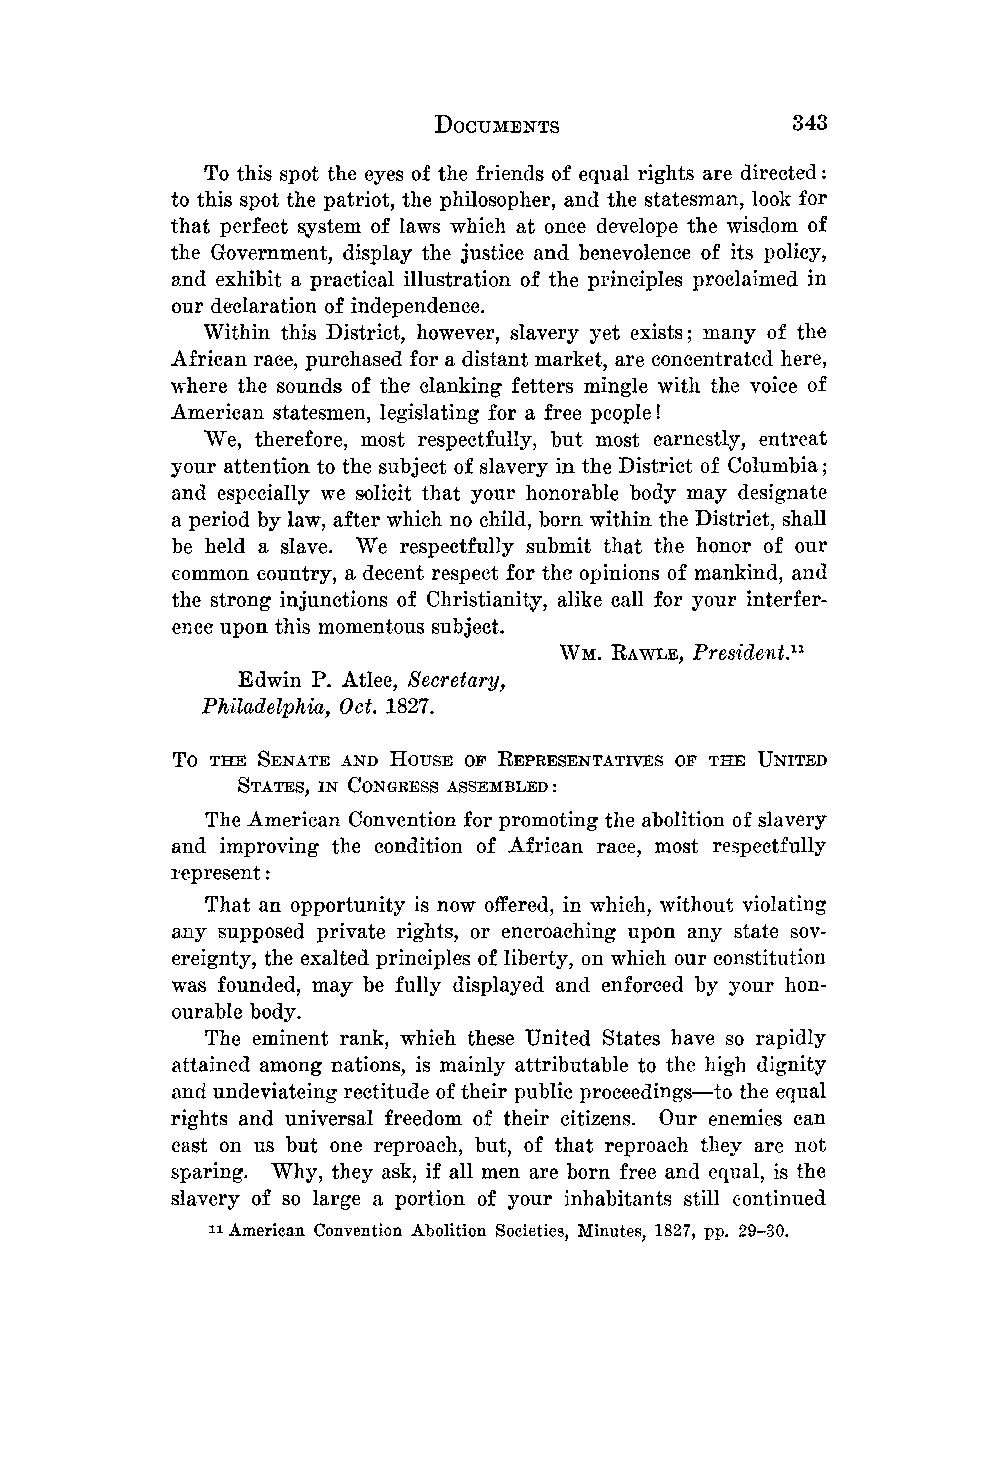 DOCUMENTS 343
To this spot the eyes of the friends of equal rights are directed:
to this spot the patriot, the philosopher, and the statesman, look for
that perfect system of laws which at once develope the wisdom of
the Government, display the justice and benevolence of its policy,
and exhibit a practical illustration of the principles proclaimed in
our declaration of independence.
Within this District, however, slavery yet exists; many of the
African race, purchased for a distant market, are concentrated here,
where the sounds of the clanking fetters mingle with the voice of
American statesmen, legislating for a free people!
We, therefore, most respectfully, but most earnestly, entreat
your attention to the subject of slavery in the District of Columbia;
and especially we solicit that your honorable body may designate
a period by law, after which no child, born within the District, shall
be held a slave. We respectfully submit that the honor of our
common country, a decent respect for the opinions of mankind, and
the strong injunctions of Christianity, alike call for your interfer-
ence upon this momentous subject.
WM. RAWLE, President.¹¹
Edwin P. Atlee, Secretary,
Philadelphia, Oct. 1827.
TO THE SENATE AND HOUSE OF REPRESENTATIVES OF THE UNITED
STATES, IN CONGRESS ASSEMBLED:
The American Convention for promoting the abolition of slavery
and improving the condition of African race, most respectfully
represent:
That an opportunity is now offered, in which, without violating
any supposed private rights, or encroaching upon any state sov-
ereignty, the exalted principles of liberty, on which our constitution
was founded, may be fully displayed and enforced by your hon-
ourable body.
The eminent rank, which these United States have so rapidly
attained among nations, is mainly attributable to the high dignity
and undeviateing rectitude of their public proceedings—to the equal
rights and universal freedom of their citizens. Our enemies can
cast on us but one reproach, but, of that reproach they are not
sparing. Why, they ask, if all men are born free and equal, is the
slavery of so large a portion of your inhabitants still continued
¹¹ American Convention Abolition Societies, Minutes, 1827, pp. 29–30.